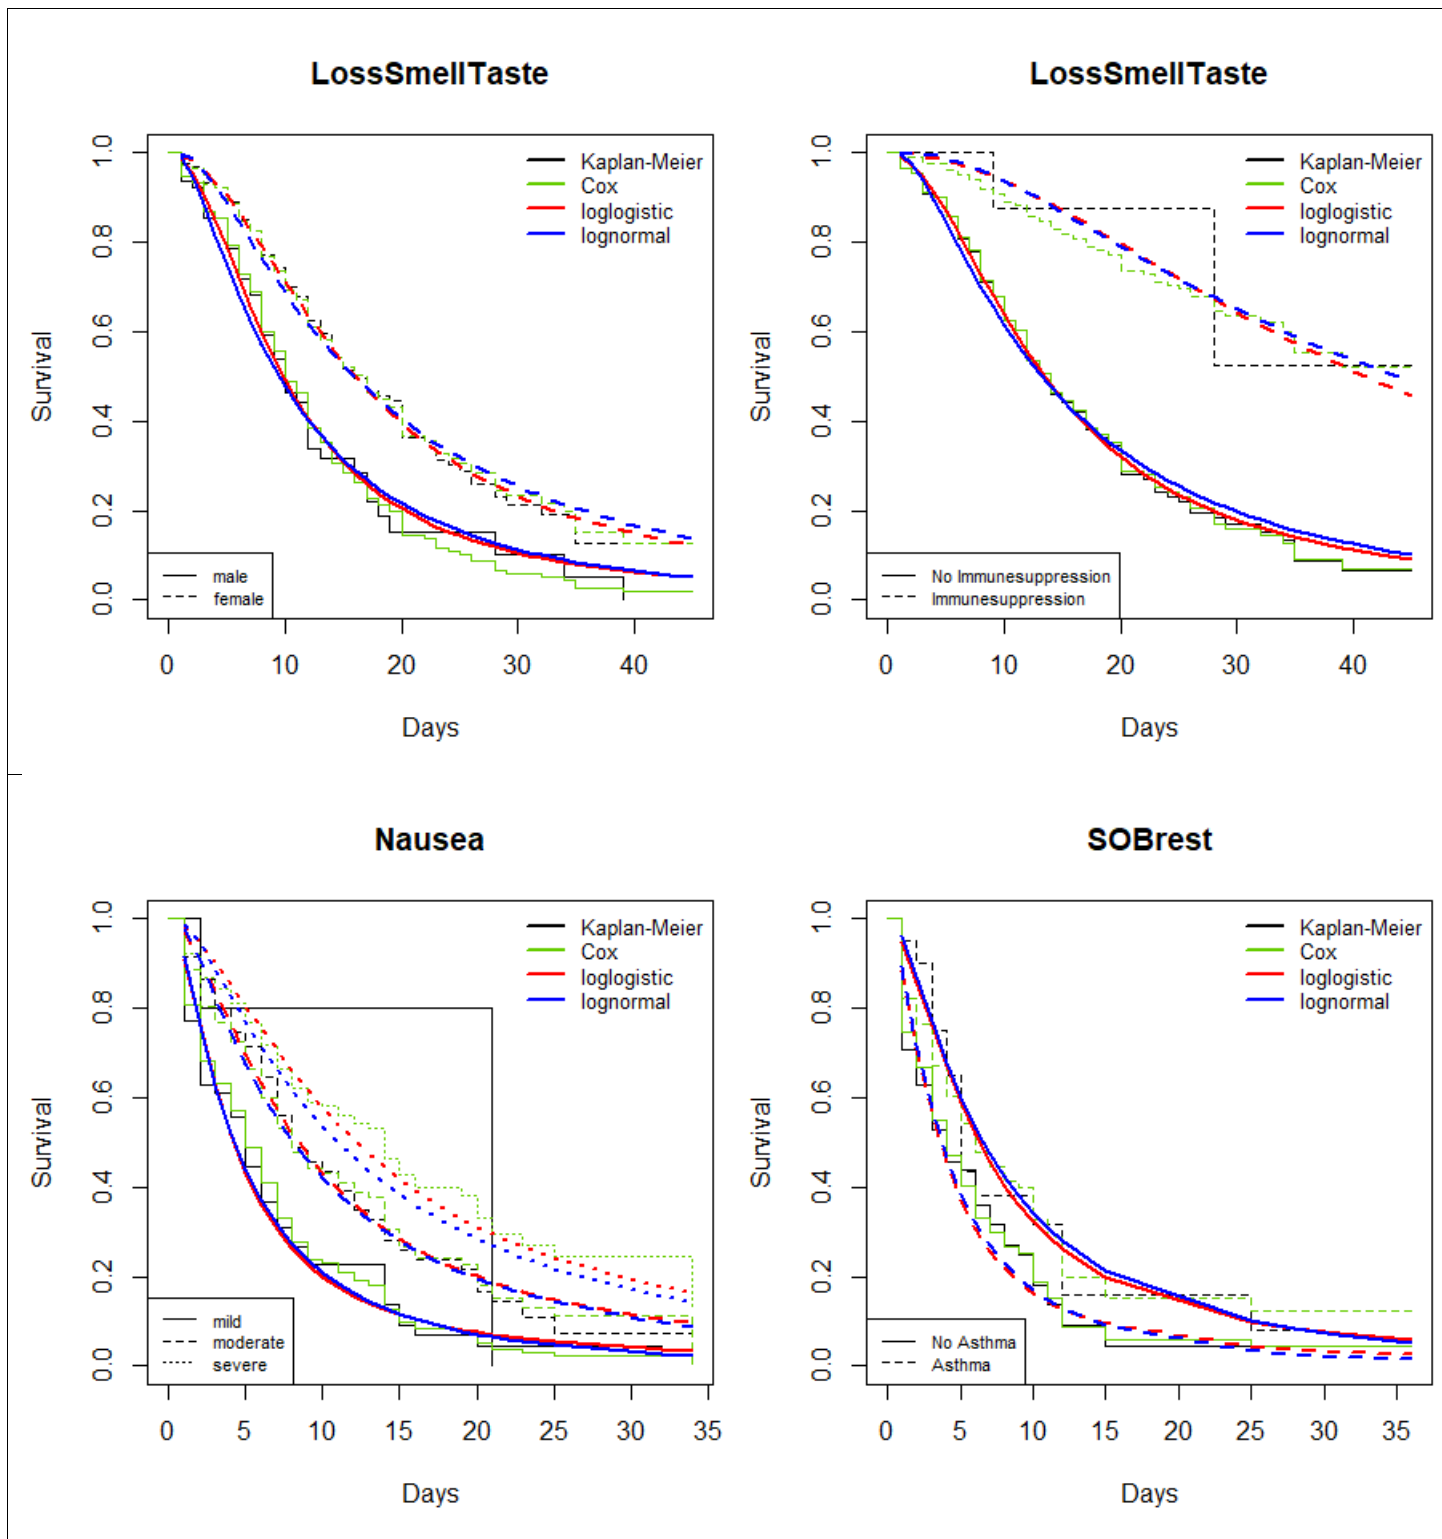 LossSmellTaste
1.0
0.8
0.6
0.4
0.2
0.0
Survival
Kaplan-Meier
Cox
loglogistic
lognormal
male
female
0 10 20 30 40
Days
LossSmellTaste
1.0
0.8
0.6
0.4
0.2
0.0
Survival
Kaplan-Meier
Cox
loglogistic
lognormal
No Immunesuppression
Immunesuppression
0 10 20 30 40
Days
Nausea
1.0
0.8
0.6
0.4
0.2
0.0
Survival
Kaplan-Meier
Cox
loglogistic
lognormal
mild
moderate
severe
0 5 10 15 20 25 30 35
Days
SOBrest
1.0
0.8
0.6
0.4
0.2
0.0
Survival
Kaplan-Meier
Cox
loglogistic
lognormal
No Asthma
Asthma
0 5 10 15 20 25 30 35
Days